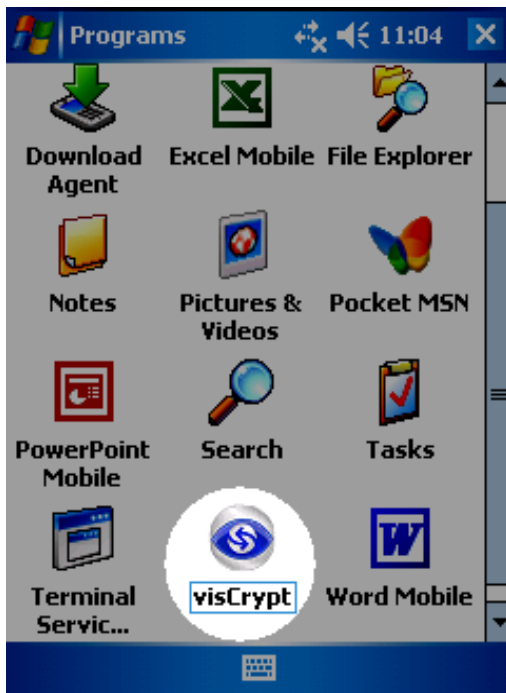 Programs 11:04
Download Excel Mobile File Explorer
Agent
Notes Pictures & Pocket MSN
Videos
PowerPoint Search Tasks
Mobile
Terminal visCrypt Word Mobile
Servic...